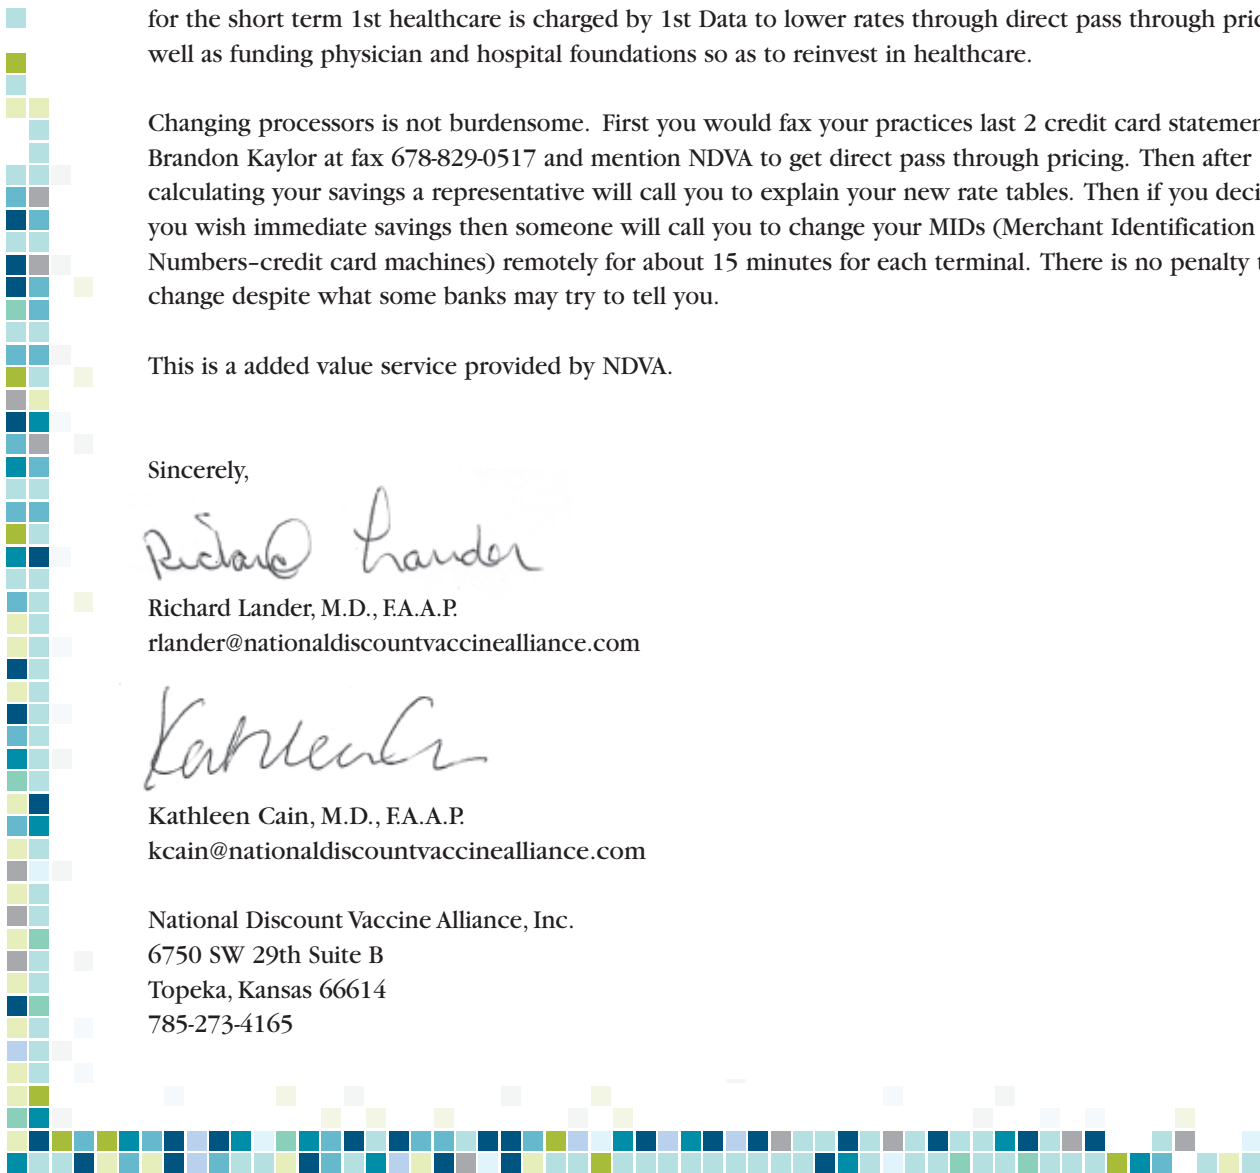 for the short term 1st healthcare is charged by 1st Data to lower rates through direct pass through
well as funding physician and hospital foundations so as to reinvest in healthcare.
Changing processors is not burdensome. First you would fax your practices last 2 credit card
Brandon Kaylor at fax 678-829-0517 and mention NDVA to get direct pass through pricing. Then after
calculating your savings a representative will call you to explain your new rate tables. Then if you
you wish immediate savings then someone will call you to change your MIDs (Merchant Identification
Numbers–credit card machines) remotely for about 15 minutes for each terminal. There is no penalty
change despite what some banks may try to tell you.
This is a added value service provided by NDVA.
Sincerely,
Richard Lander
Richard Lander, M.D., F.A.A.P.
rlander@nationaldiscountvaccinealliance.com
Kathleen
Kathleen Cain, M.D., F.A.A.P.
kcain@nationaldiscountvaccinealliance.com
National Discount Vaccine Alliance, Inc.
6750 SW 29th Suite B
Topeka, Kansas 66614
785-273-4165